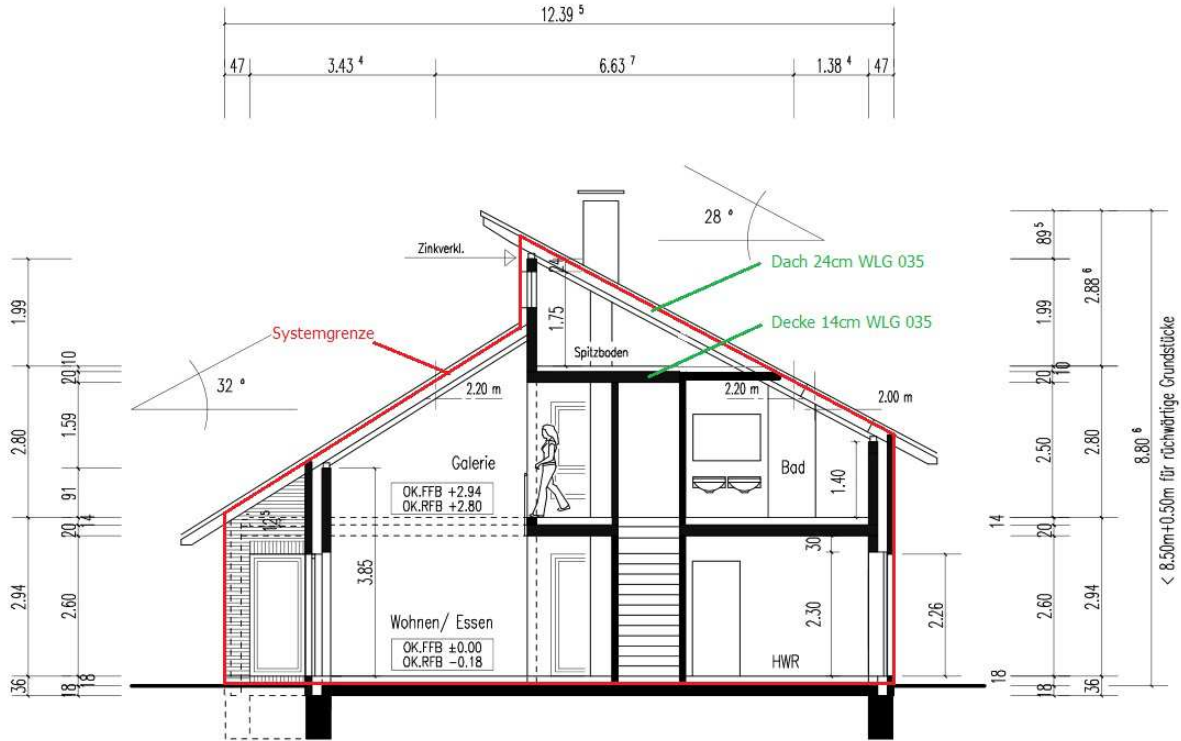 12.39 5
47
3.43 4
6.63 7
1.38 4
47
28 °
Zinkverkl.
Dach 24cm WLG 035
Decke 14cm WLG 035
Systemgrenze
1.75
Spitzboden
32 °
2.20 m
2.20 m
2.00 m
Galerie
OK.FFB +2.94
OK.RFB +2.80
Bad
1.40
3.85
30
2.30
2.26
Wohnen/ Essen
OK.FFB ±0.00
OK.RFB -0.18
HWR
1.99
2.80
2.94
36
10
20
1.59
91
14
20
2.60
18
18
89 5
1.99
10
20
2.50
14
20
2.60
18
18
2.88 6
2.80
2.94
36
8.80 6
< 8.50m+0.50m für rückwärtige Grundstücke